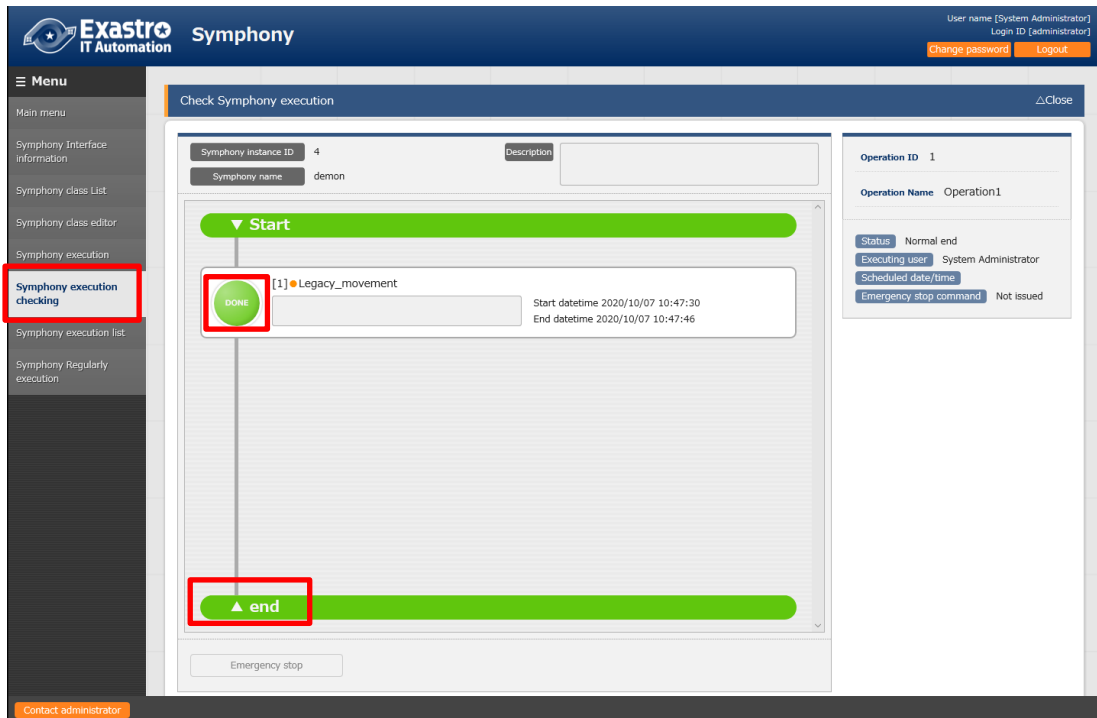 Exastro
IT Automation
Symphony
User name [System Administrator]
Login ID [administrator]
Change password
Logout
☰ Menu
Main menu
Symphony Interface
information
Symphony class List
Symphony class editor
Symphony execution
Symphony execution
checking
Symphony execution list
Symphony Regularly
execution
Check Symphony execution
△Close
Symphony instance ID 4
Description
Symphony name demon
▼ Start
DONE
[1]●Legacy_movement
Start datetime 2020/10/07 10:47:30
End datetime 2020/10/07 10:47:46
▲ end
Emergency stop
Operation ID 1
Operation Name Operation1
Status Normal end
Executing user System Administrator
Scheduled date/time
Emergency stop command Not issued
Contact administrator